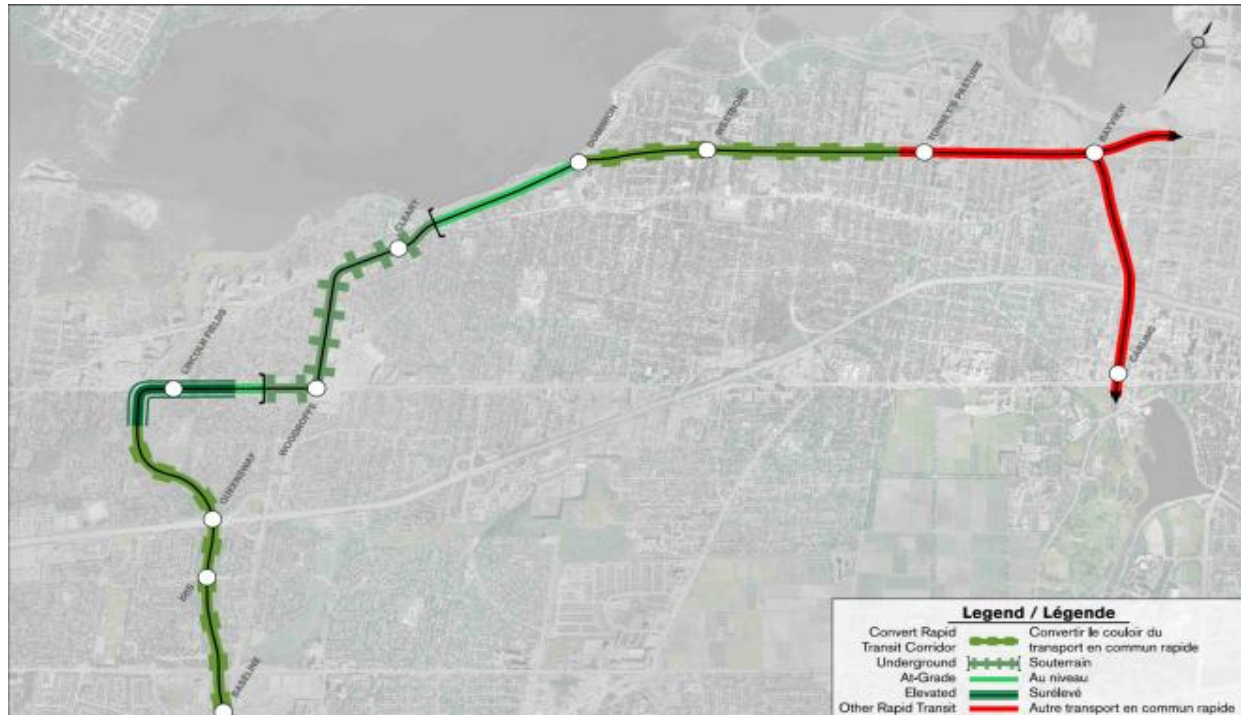 DOMINION
WESTBORO
TUNNEY'S PASTURE
BAYVIEW
CLEARY
CARLING
LINCOLN FIELDS
WOODROFFE
QUEENSWAY
IRIS
BASELINE
Legend / Légende
Convert Rapid Convertir le couloir du
Transit Corridor transport en commun rapide
Underground Souterrain
At-Grade Au niveau
Elevated Surélevé
Other Rapid Transit Autre transport en commun rapide